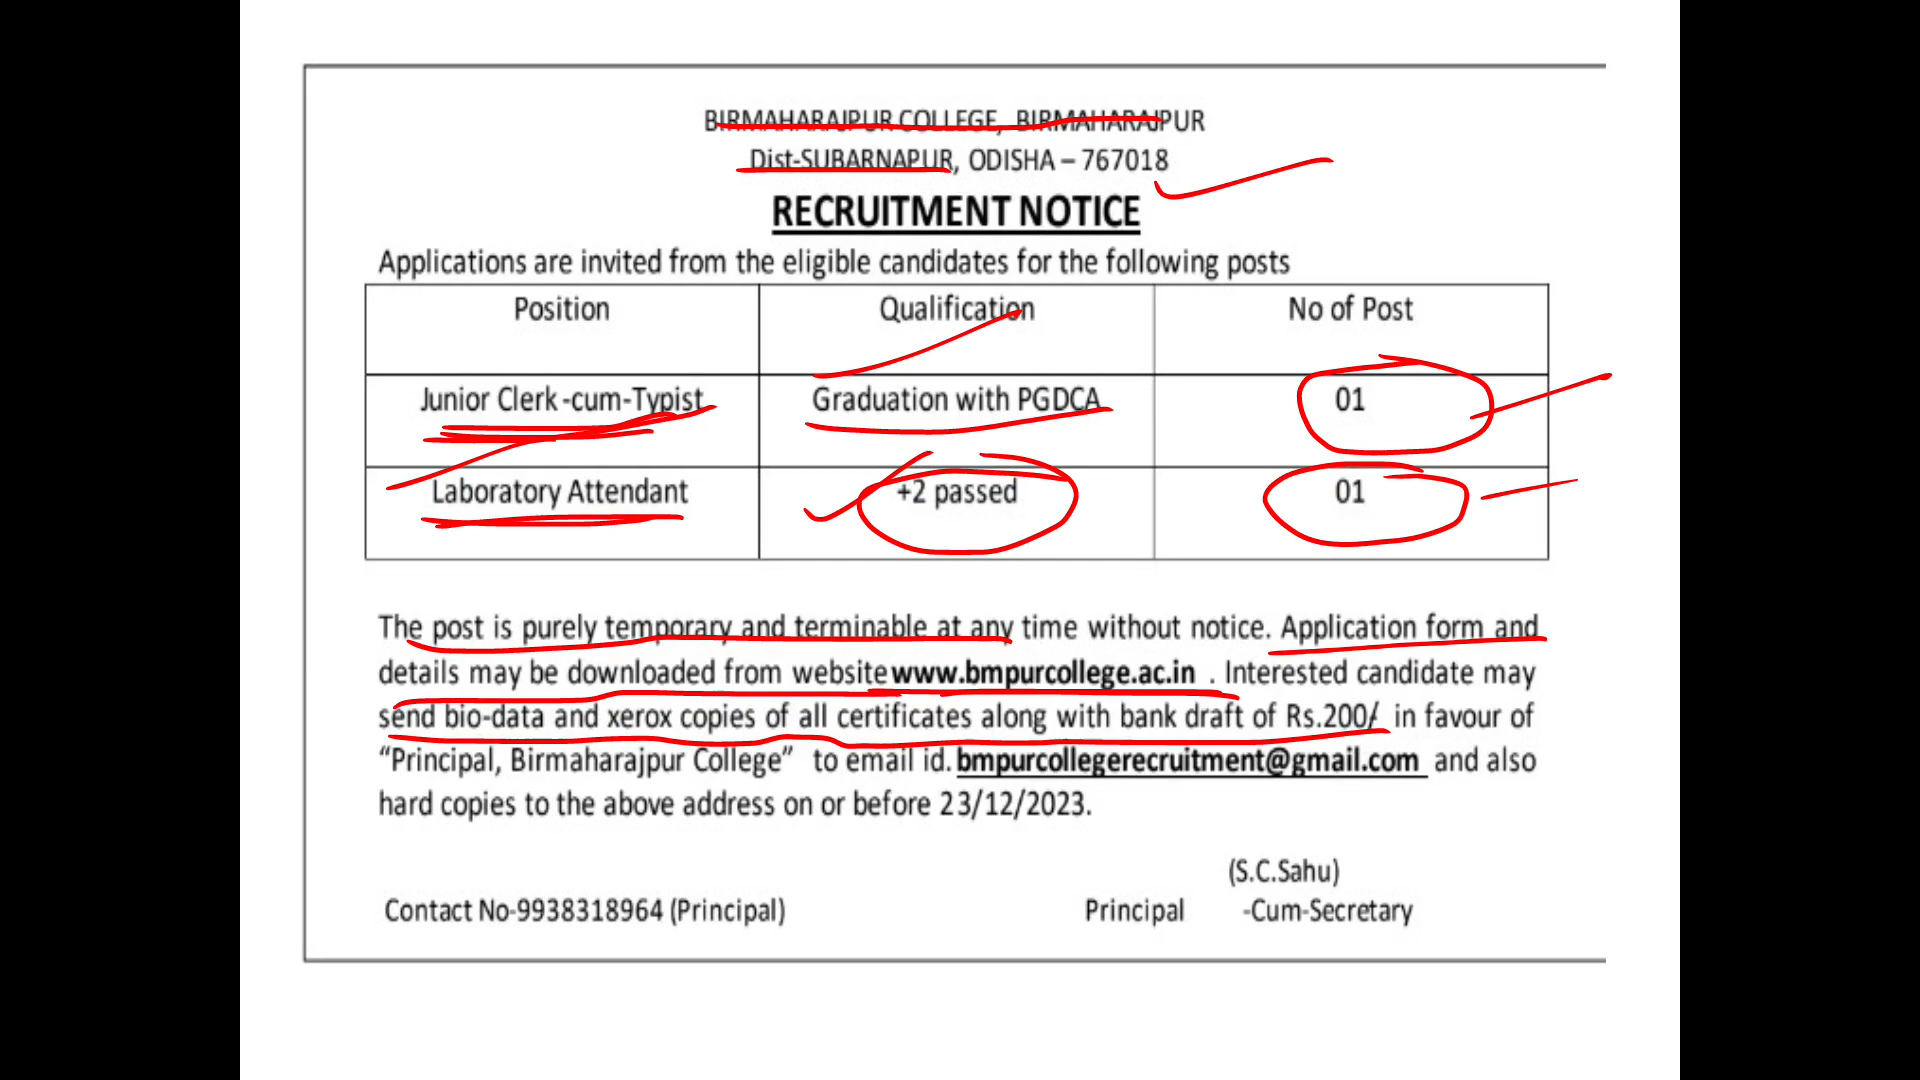 BIRMAHARAJPUR COLLEGE, BIRMAHARAJPUR
Dist-SUBARNAPUR, ODISHA – 767018
RECRUITMENT NOTICE
Applications are invited from the eligible candidates for the following posts
Position Qualification No of Post
Junior Clerk -cum-Typist Graduation with PGDCA 01
Laboratory Attendant +2 passed 01
The post is purely temporary and terminable at any time without notice. Application form and
details may be downloaded from website www.bmpurcollege.ac.in . Interested candidate may
send bio-data and xerox copies of all certificates along with bank draft of Rs.200/ in favour of
“Principal, Birmaharajpur College” to email id. bmpurcollegerecruitment@gmail.com and also
hard copies to the above address on or before 23/12/2023.
(S.C.Sahu)
Contact No-9938318964 (Principal) Principal -Cum-Secretary